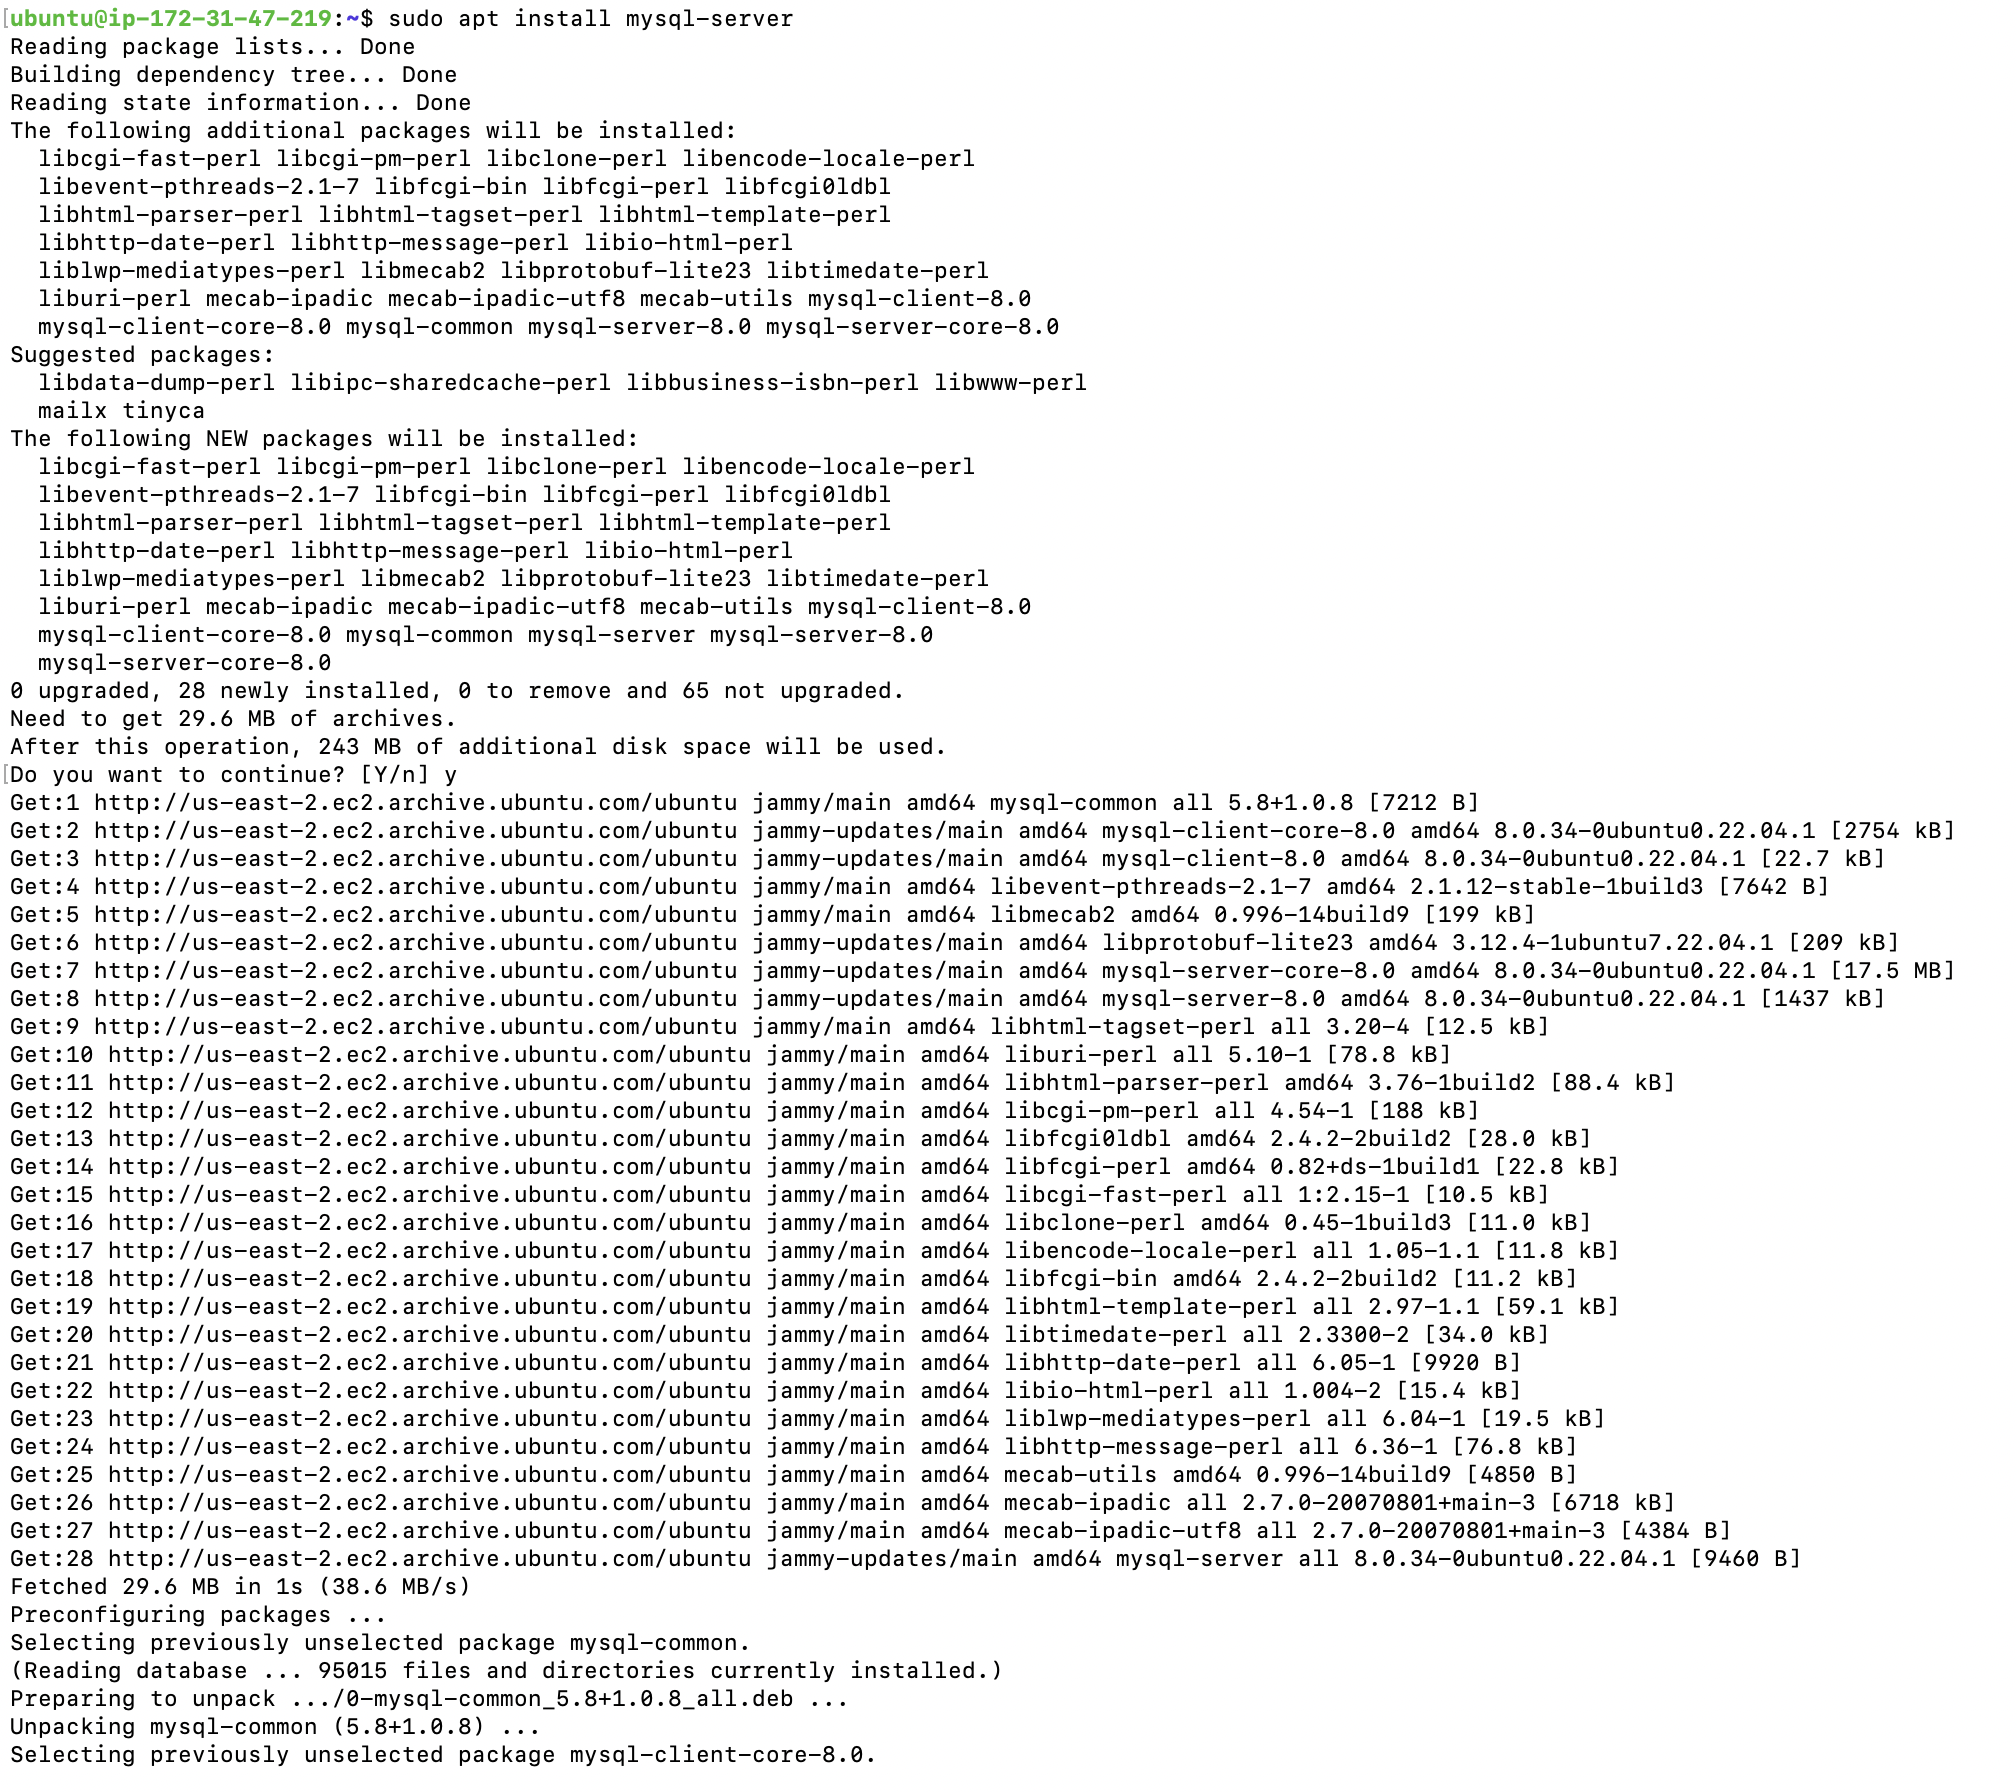 ubuntu@ip-172-31-47-219:~$ sudo apt install mysql-server
Reading package lists... Done
Building dependency tree... Done
Reading state information... Done
The following additional packages will be installed:
  libcgi-fast-perl libcgi-pm-perl libclone-perl libencode-locale-perl
  libevent-pthreads-2.1-7 libfcgi-bin libfcgi-perl libfcgi0ldbl
  libhtml-parser-perl libhtml-tagset-perl libhtml-template-perl
  libhttp-date-perl libhttp-message-perl libio-html-perl
  liblwp-mediatypes-perl libmecab2 libprotobuf-lite23 libtimedate-perl
  liburi-perl mecab-ipadic mecab-ipadic-utf8 mecab-utils mysql-client-8.0
  mysql-client-core-8.0 mysql-common mysql-server-8.0 mysql-server-core-8.0
Suggested packages:
  libdata-dump-perl libipc-sharedcache-perl libbusiness-isbn-perl libwww-perl
  mailx tinyca
The following NEW packages will be installed:
  libcgi-fast-perl libcgi-pm-perl libclone-perl libencode-locale-perl
  libevent-pthreads-2.1-7 libfcgi-bin libfcgi-perl libfcgi0ldbl
  libhtml-parser-perl libhtml-tagset-perl libhtml-template-perl
  libhttp-date-perl libhttp-message-perl libio-html-perl
  liblwp-mediatypes-perl libmecab2 libprotobuf-lite23 libtimedate-perl
  liburi-perl mecab-ipadic mecab-ipadic-utf8 mecab-utils mysql-client-8.0
  mysql-client-core-8.0 mysql-common mysql-server mysql-server-8.0
  mysql-server-core-8.0
0 upgraded, 28 newly installed, 0 to remove and 65 not upgraded.
Need to get 29.6 MB of archives.
After this operation, 243 MB of additional disk space will be used.
Do you want to continue? [Y/n] y
Get:1 http://us-east-2.ec2.archive.ubuntu.com/ubuntu jammy/main amd64 mysql-common all 5.8+1.0.8 [7212 B]
Get:2 http://us-east-2.ec2.archive.ubuntu.com/ubuntu jammy-updates/main amd64 mysql-client-core-8.0 amd64 8.0.34-0ubuntu0.22.04.1 [2754 kB]
Get:3 http://us-east-2.ec2.archive.ubuntu.com/ubuntu jammy-updates/main amd64 mysql-client-8.0 amd64 8.0.34-0ubuntu0.22.04.1 [22.7 kB]
Get:4 http://us-east-2.ec2.archive.ubuntu.com/ubuntu jammy/main amd64 libevent-pthreads-2.1-7 amd64 2.1.12-stable-1build3 [7642 B]
Get:5 http://us-east-2.ec2.archive.ubuntu.com/ubuntu jammy/main amd64 libmecab2 amd64 0.996-14build9 [199 kB]
Get:6 http://us-east-2.ec2.archive.ubuntu.com/ubuntu jammy-updates/main amd64 libprotobuf-lite23 amd64 3.12.4-1ubuntu7.22.04.1 [209 kB]
Get:7 http://us-east-2.ec2.archive.ubuntu.com/ubuntu jammy-updates/main amd64 mysql-server-core-8.0 amd64 8.0.34-0ubuntu0.22.04.1 [17.5 MB]
Get:8 http://us-east-2.ec2.archive.ubuntu.com/ubuntu jammy-updates/main amd64 mysql-server-8.0 amd64 8.0.34-0ubuntu0.22.04.1 [1437 kB]
Get:9 http://us-east-2.ec2.archive.ubuntu.com/ubuntu jammy/main amd64 libhtml-tagset-perl all 3.20-4 [12.5 kB]
Get:10 http://us-east-2.ec2.archive.ubuntu.com/ubuntu jammy/main amd64 liburi-perl all 5.10-1 [78.8 kB]
Get:11 http://us-east-2.ec2.archive.ubuntu.com/ubuntu jammy/main amd64 libhtml-parser-perl amd64 3.76-1build2 [88.4 kB]
Get:12 http://us-east-2.ec2.archive.ubuntu.com/ubuntu jammy/main amd64 libcgi-pm-perl all 4.54-1 [188 kB]
Get:13 http://us-east-2.ec2.archive.ubuntu.com/ubuntu jammy/main amd64 libfcgi0ldbl amd64 2.4.2-2build2 [28.0 kB]
Get:14 http://us-east-2.ec2.archive.ubuntu.com/ubuntu jammy/main amd64 libfcgi-perl amd64 0.82+ds-1build1 [22.8 kB]
Get:15 http://us-east-2.ec2.archive.ubuntu.com/ubuntu jammy/main amd64 libcgi-fast-perl all 1:2.15-1 [10.5 kB]
Get:16 http://us-east-2.ec2.archive.ubuntu.com/ubuntu jammy/main amd64 libclone-perl amd64 0.45-1build3 [11.0 kB]
Get:17 http://us-east-2.ec2.archive.ubuntu.com/ubuntu jammy/main amd64 libencode-locale-perl all 1.05-1.1 [11.8 kB]
Get:18 http://us-east-2.ec2.archive.ubuntu.com/ubuntu jammy/main amd64 libfcgi-bin amd64 2.4.2-2build2 [11.2 kB]
Get:19 http://us-east-2.ec2.archive.ubuntu.com/ubuntu jammy/main amd64 libhtml-template-perl all 2.97-1.1 [59.1 kB]
Get:20 http://us-east-2.ec2.archive.ubuntu.com/ubuntu jammy/main amd64 libtimedate-perl all 2.3300-2 [34.0 kB]
Get:21 http://us-east-2.ec2.archive.ubuntu.com/ubuntu jammy/main amd64 libhttp-date-perl all 6.05-1 [9920 B]
Get:22 http://us-east-2.ec2.archive.ubuntu.com/ubuntu jammy/main amd64 libio-html-perl all 1.004-2 [15.4 kB]
Get:23 http://us-east-2.ec2.archive.ubuntu.com/ubuntu jammy/main amd64 liblwp-mediatypes-perl all 6.04-1 [19.5 kB]
Get:24 http://us-east-2.ec2.archive.ubuntu.com/ubuntu jammy/main amd64 libhttp-message-perl all 6.36-1 [76.8 kB]
Get:25 http://us-east-2.ec2.archive.ubuntu.com/ubuntu jammy/main amd64 mecab-utils amd64 0.996-14build9 [4850 B]
Get:26 http://us-east-2.ec2.archive.ubuntu.com/ubuntu jammy/main amd64 mecab-ipadic all 2.7.0-20070801+main-3 [6718 kB]
Get:27 http://us-east-2.ec2.archive.ubuntu.com/ubuntu jammy/main amd64 mecab-ipadic-utf8 all 2.7.0-20070801+main-3 [4384 B]
Get:28 http://us-east-2.ec2.archive.ubuntu.com/ubuntu jammy-updates/main amd64 mysql-server all 8.0.34-0ubuntu0.22.04.1 [9460 B]
Fetched 29.6 MB in 1s (38.6 MB/s)
Preconfiguring packages ...
Selecting previously unselected package mysql-common.
(Reading database ... 95015 files and directories currently installed.)
Preparing to unpack .../0-mysql-common_5.8+1.0.8_all.deb ...
Unpacking mysql-common (5.8+1.0.8) ...
Selecting previously unselected package mysql-client-core-8.0.